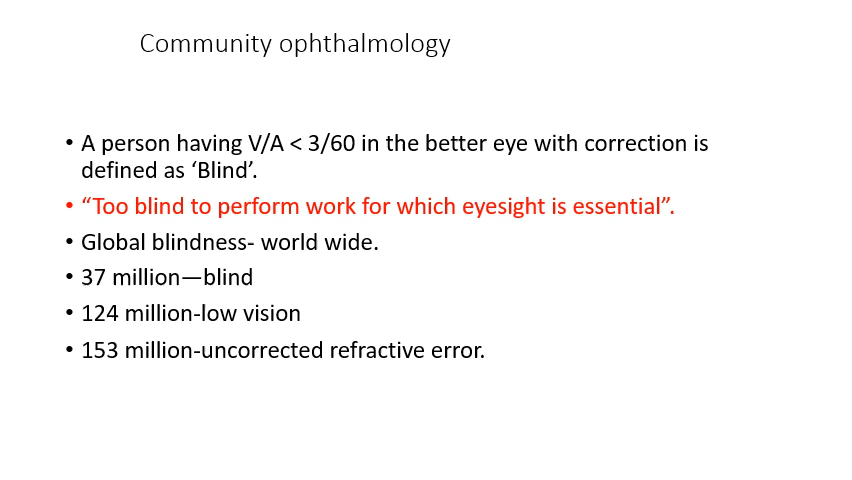 Community ophthalmology
• A person having V/A < 3/60 in the better eye with correction is
defined as ‘Blind’.
• “Too blind to perform work for which eyesight is essential”.
• Global blindness- world wide.
• 37 million—blind
• 124 million-low vision
• 153 million-uncorrected refractive error.